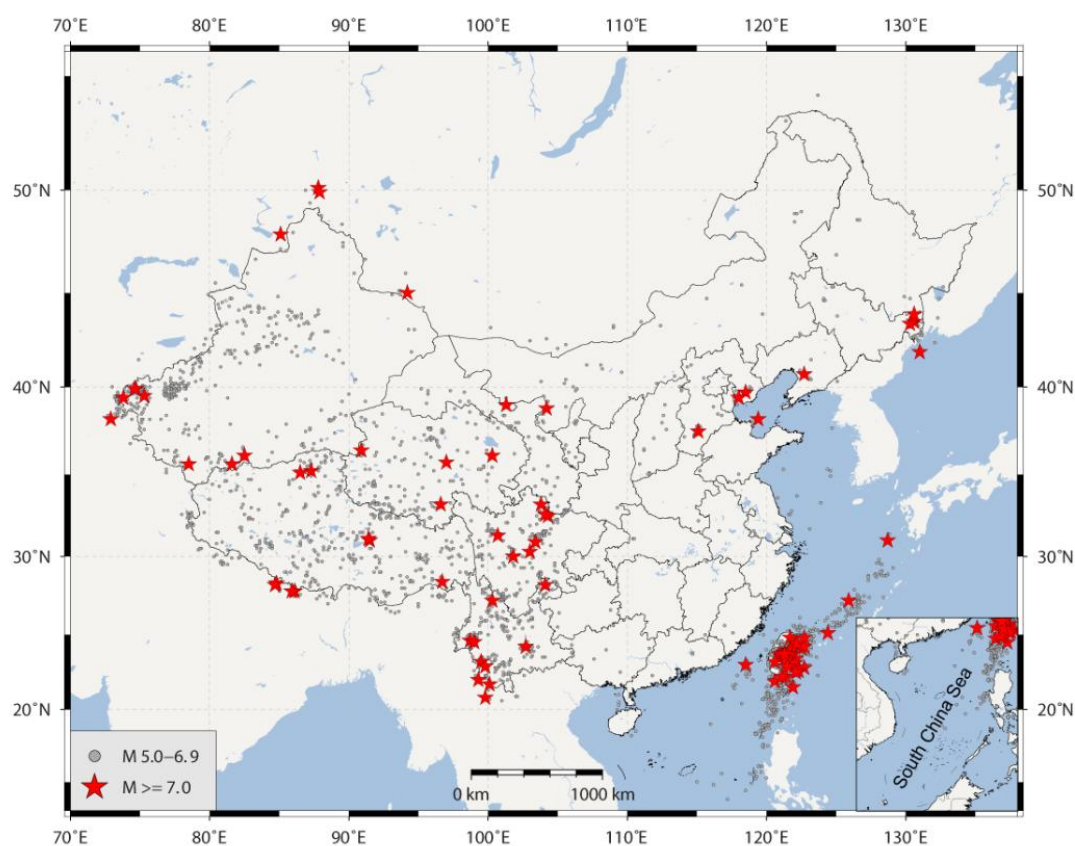 70°E 80°E 90°E 100°E 110°E 120°E 130°E
50°N 50°N
40°N 40°N
30°N 30°N
20°N 20°N
South China Sea
M 5.0–6.9
M >= 7.0
0 km 1000 km
70°E 80°E 90°E 100°E 110°E 120°E 130°E